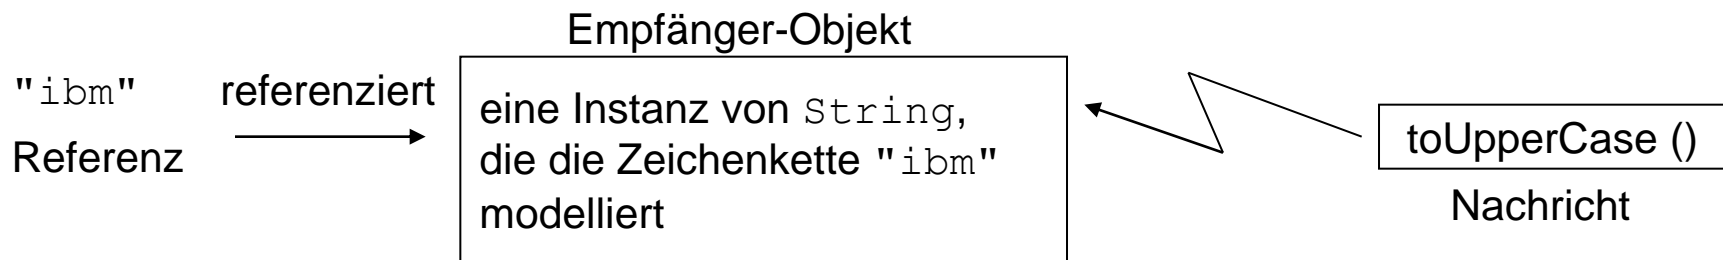 Empfänger-Objekt
"ibm"
referenziert
Referenz
eine Instanz von String,
die die Zeichenkette "ibm"
modelliert
toUpperCase ()
Nachricht